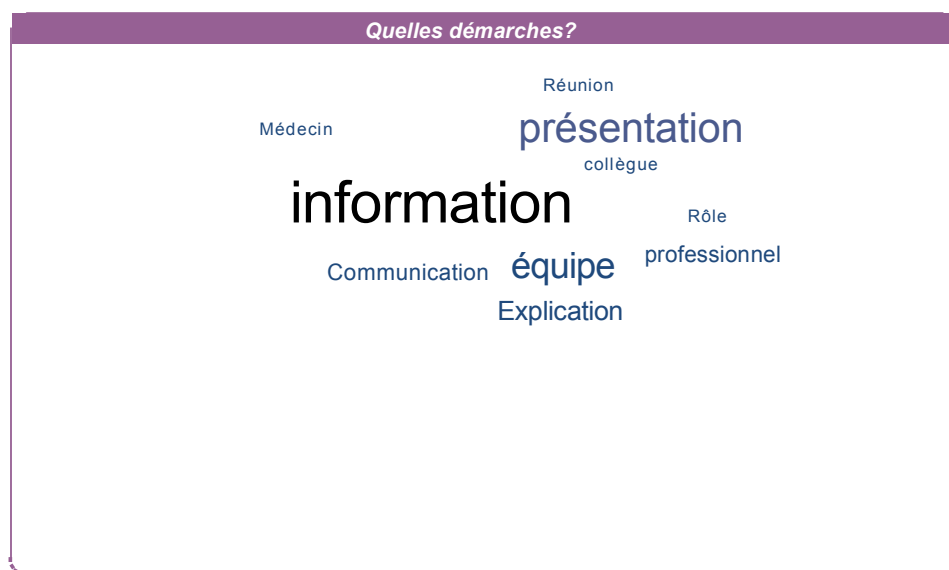 Quelles démarches?
Réunion
Médecin
présentation
collègue
information
Rôle
professionnel
Communication
équipe
Explication